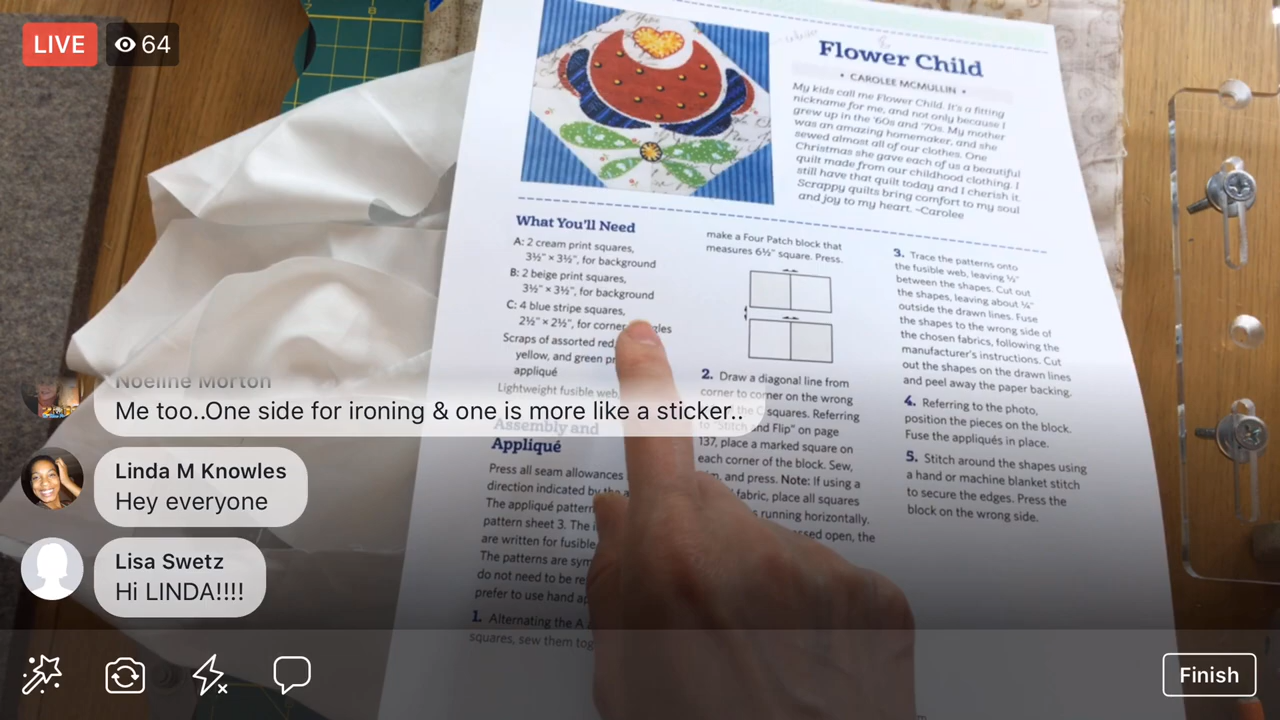 LIVE
64
Flower Child
• CAROLEE MCMULLIN •
My kids call me Flower Child. It's a fitting
nickname for me, and not only because I
grew up in the '60s and '70s. My mother
was an amazing homemaker, and she
sewed almost all of our clothes. One
Christmas she gave each of us a beautiful
quilt made from our childhood clothing. I
still have that quilt today and I cherish it.
Scrappy quilts bring comfort to my soul
and joy to my heart. ~Carolee
What You'll Need
A: 2 cream print squares,
3½" × 3½", for background
B: 2 beige print squares,
3½" × 3½", for background
C: 4 blue stripe squares,
2½" × 2½", for corner
Scraps of assorted red
yellow, and green
appliqué
Lightweight fusible web
Assembly and
Appliqué
Press all seam allowances
direction indicated by the
The appliqué
pattern sheet 3. The
are written for fusible
The patterns are
do not need to be
prefer to use hand
1. Alternating the A
squares, sew them
make a Four Patch block that
measures 6½" square. Press.
2. Draw a diagonal line from
corner to corner on the wrong
squares. Referring
to "Stitch and Flip" on page
137, place a marked square on
each corner of the block. Sew,
and press. Note: If using a
fabric, place all squares
running horizontally.
open, the
3. Trace the patterns onto
the fusible web, leaving ½"
between the shapes. Cut out
the shapes, leaving about ¼"
outside the drawn lines. Fuse
the shapes to the wrong side of
the chosen fabrics, following the
manufacturer's instructions. Cut
out the shapes on the drawn lines
and peel away the paper backing.
4. Referring to the photo,
position the pieces on the block.
Fuse the appliqués in place.
5. Stitch around the shapes using
a hand or machine blanket stitch
to secure the edges. Press the
block on the wrong side.
Noeline Morton
Me too..One side for ironing & one is more like a sticker..
Linda M Knowles
Hey everyone
Lisa Swetz
Hi LINDA!!!!
Finish